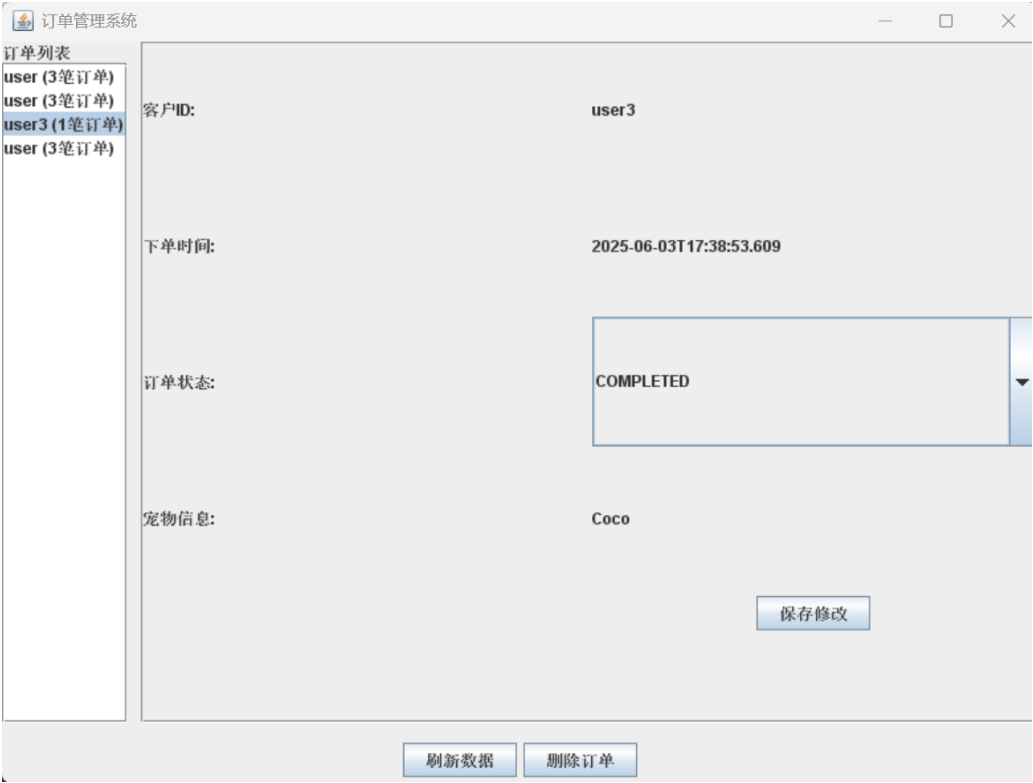 订单管理系统
订单列表
user (3笔订单)
user (3笔订单)
user3 (1笔订单)
user (3笔订单)
客户ID: user3
下单时间: 2025-06-03T17:38:53.609
订单状态: COMPLETED
宠物信息: Coco
保存修改
刷新数据 删除订单